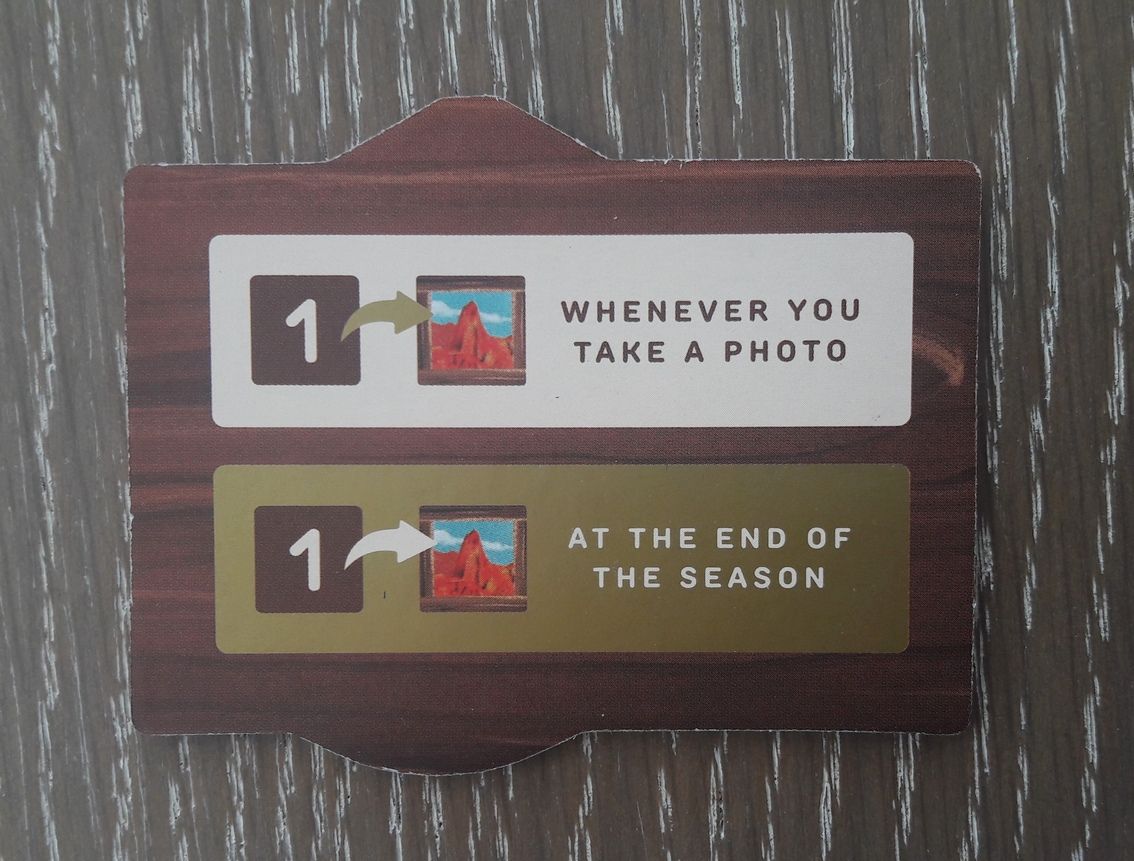 1
WHENEVER YOU
TAKE A PHOTO
1
AT THE END OF
THE SEASON